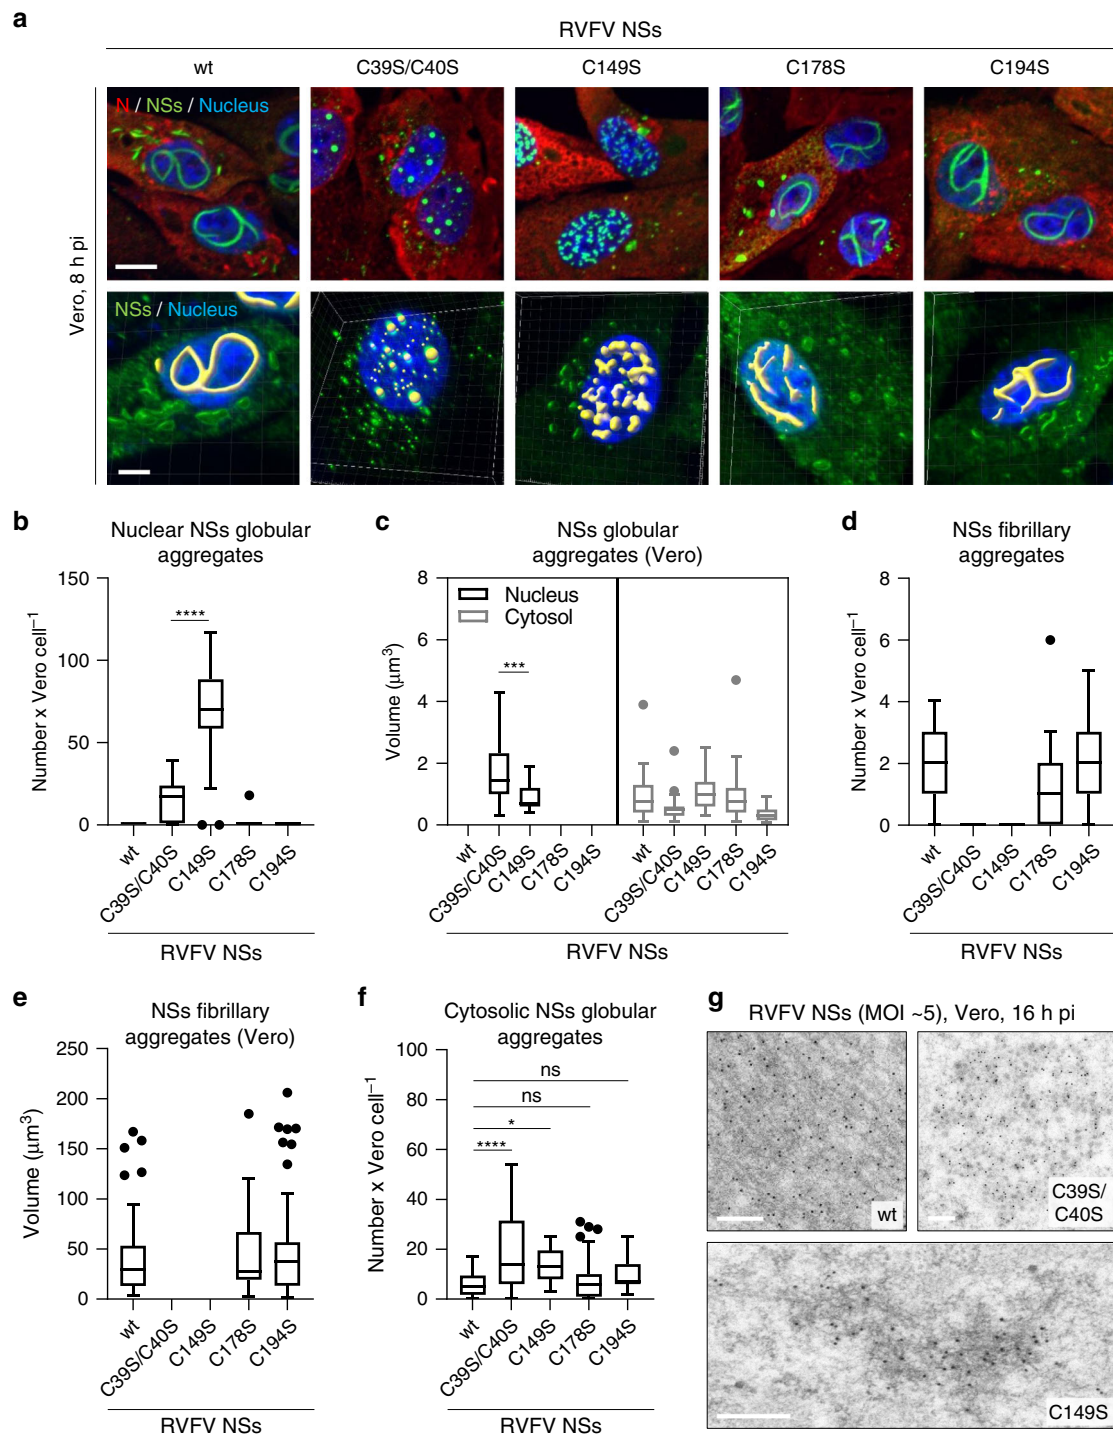 a
RVFV NSs
wt
C39S/C40S
C149S
C178S
C194S
Vero, 8 h pi
N / NSs / Nucleus
NSs / Nucleus
b
Nuclear NSs globular
aggregates
Number x Vero cell⁻¹
150
100
50
0
****
wt
C39S/C40S
C149S
C178S
C194S
RVFV NSs
c
NSs globular
aggregates (Vero)
Volume (μm³)
8
6
4
2
0
Nucleus
Cytosol
***
wt
C39S/C40S
C149S
C178S
C194S
wt
C39S/C40S
C149S
C178S
C194S
RVFV NSs
d
NSs fibrillary
aggregates
Number x Vero cell⁻¹
8
6
4
2
0
wt
C39S/C40S
C149S
C178S
C194S
RVFV NSs
e
NSs fibrillary
aggregates (Vero)
Volume (μm³)
250
200
150
100
50
0
wt
C39S/C40S
C149S
C178S
C194S
RVFV NSs
f
Cytosolic NSs globular
aggregates
Number x Vero cell⁻¹
100
80
60
40
20
0
ns
ns
*
****
wt
C39S/C40S
C149S
C178S
C194S
RVFV NSs
g
RVFV NSs (MOI ~5), Vero, 16 h pi
wt
C39S/
C40S
C149S